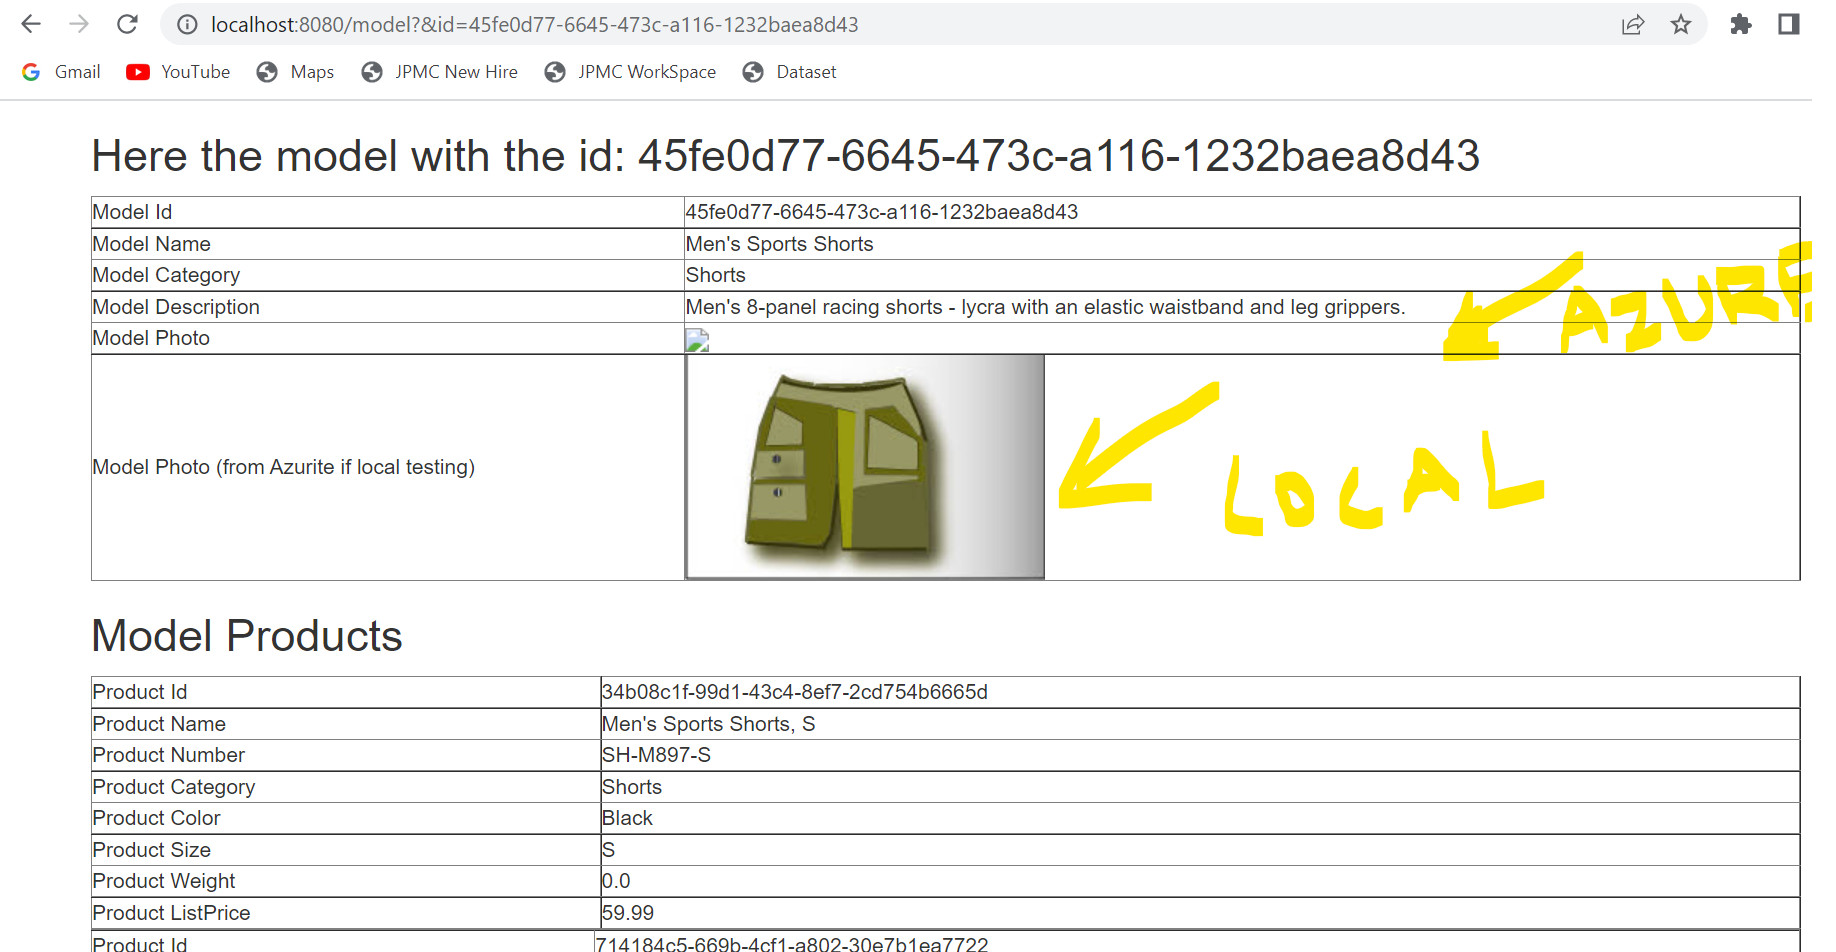 localhost:8080/model?&id=45fe0d77-6645-473c-a116-1232baea8d43
Gmail YouTube Maps JPMC New Hire JPMC WorkSpace Dataset
Here the model with the id: 45fe0d77-6645-473c-a116-1232baea8d43
Model Id 45fe0d77-6645-473c-a116-1232baea8d43
Model Name Men's Sports Shorts
Model Category Shorts
Model Description Men's 8-panel racing shorts - lycra with an elastic waistband and leg grippers.
AZURE
Model Photo
Model Photo (from Azurite if local testing)
LOCAL
Model Products
Product Id 34b08c1f-99d1-43c4-8ef7-2cd754b6665d
Product Name Men's Sports Shorts, S
Product Number SH-M897-S
Product Category Shorts
Product Color Black
Product Size S
Product Weight 0.0
Product ListPrice 59.99
Product Id 714184c5-669b-4cf1-a802-30e7b1ea7722